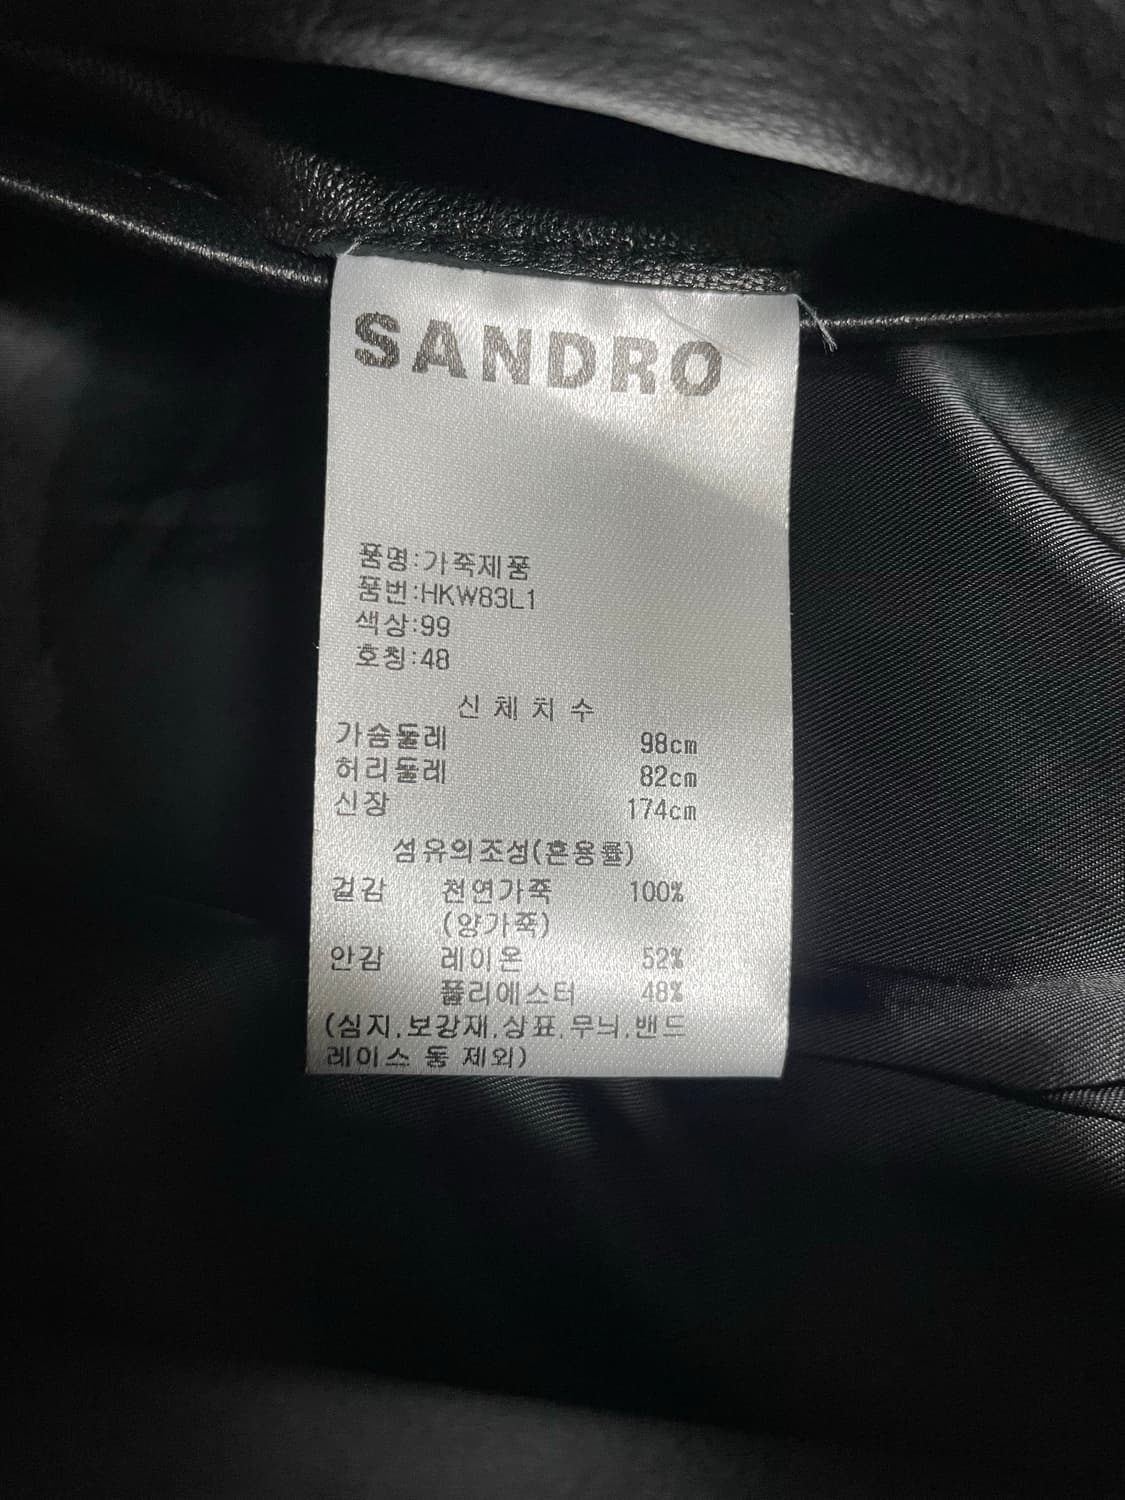 SANDRO
품명:가죽제품
품번:HKW83L1
색상:99
호칭:48
신 체 치 수
가슴둘레 98cm
허리둘레 82cm
신장 174cm
섬유의조성(혼용률)
겉감 천연가죽 100%
(양가죽)
안감 레이온 52%
폴리에스터 48%
(심지,보강재,상표,무늬,밴드
레이스 등 제외)